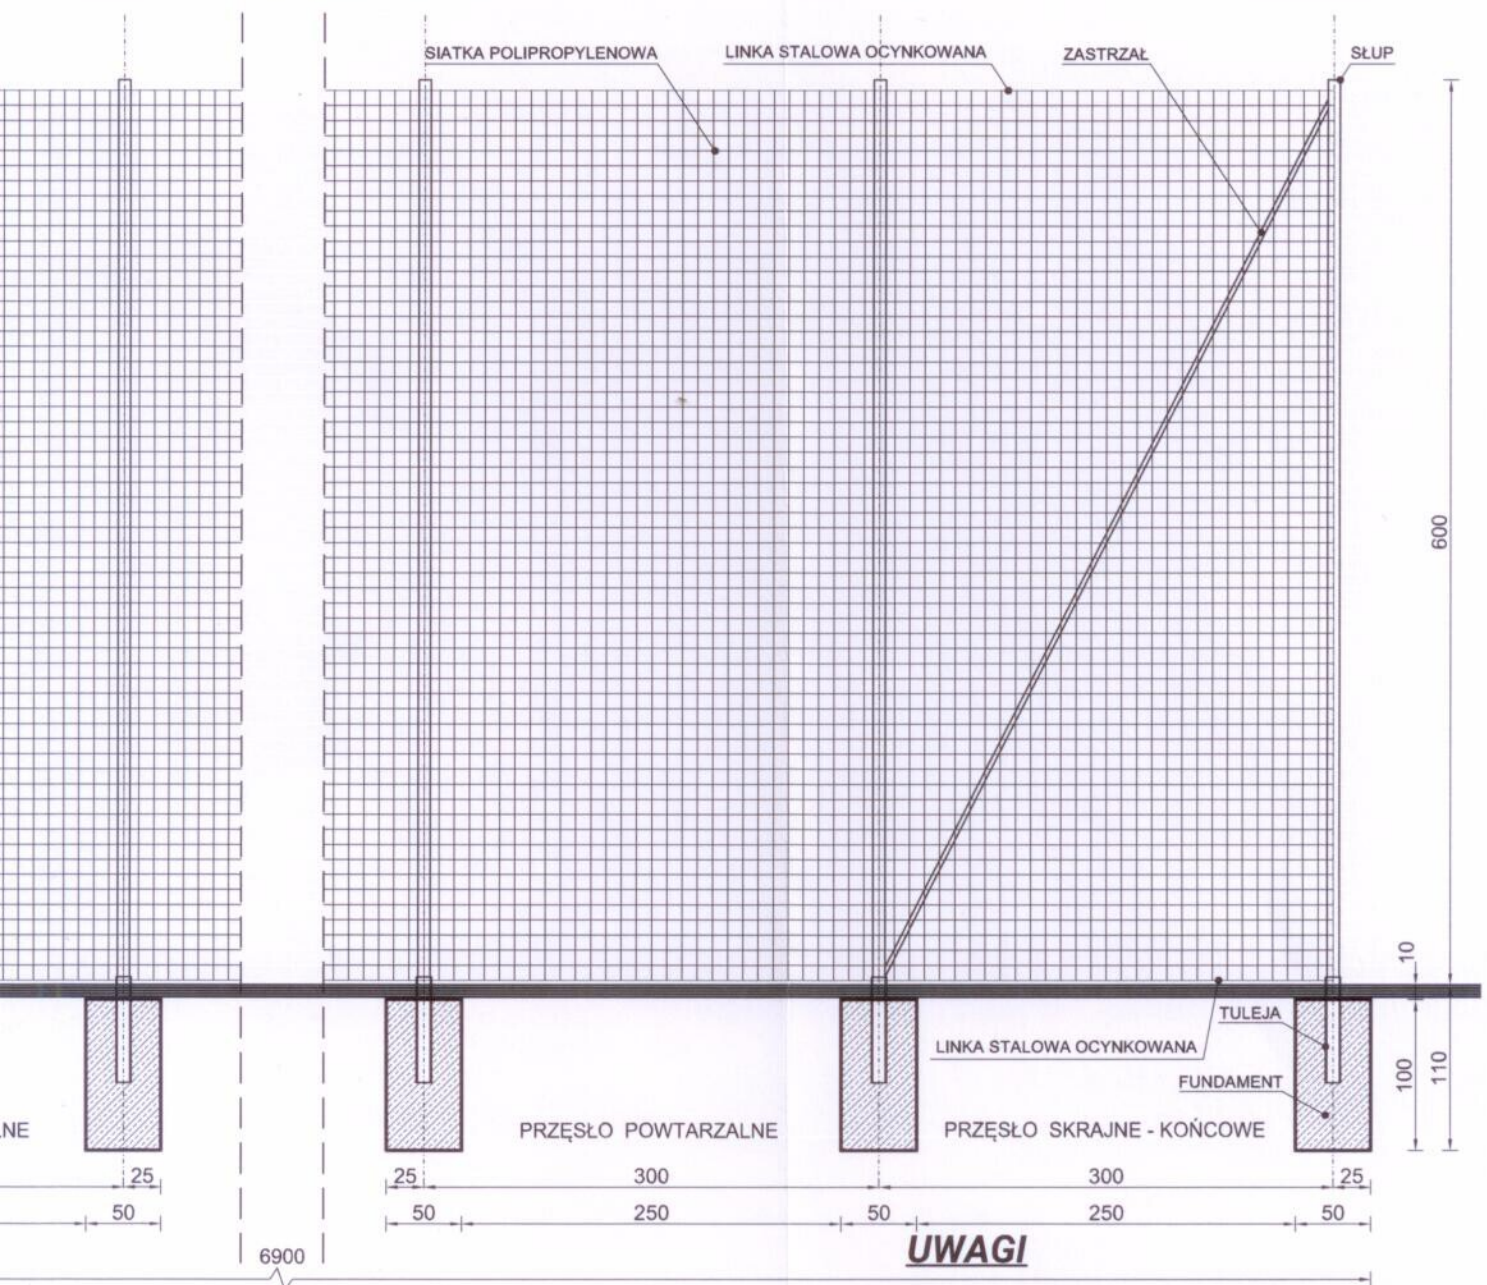 SIATKA POLIPROPYLENOWA
LINKA STALOWA OCYNKOWANA
ZASTRZAŁ
SŁUP
600
10
TULEJA
LINKA STALOWA OCYNKOWANA
100
110
FUNDAMENT
LNE
PRZĘSŁO POWTARZALNE
PRZĘSŁO SKRAJNE - KOŃCOWE
25
25
300
300
25
50
50
250
50
250
50
UWAGI
6900